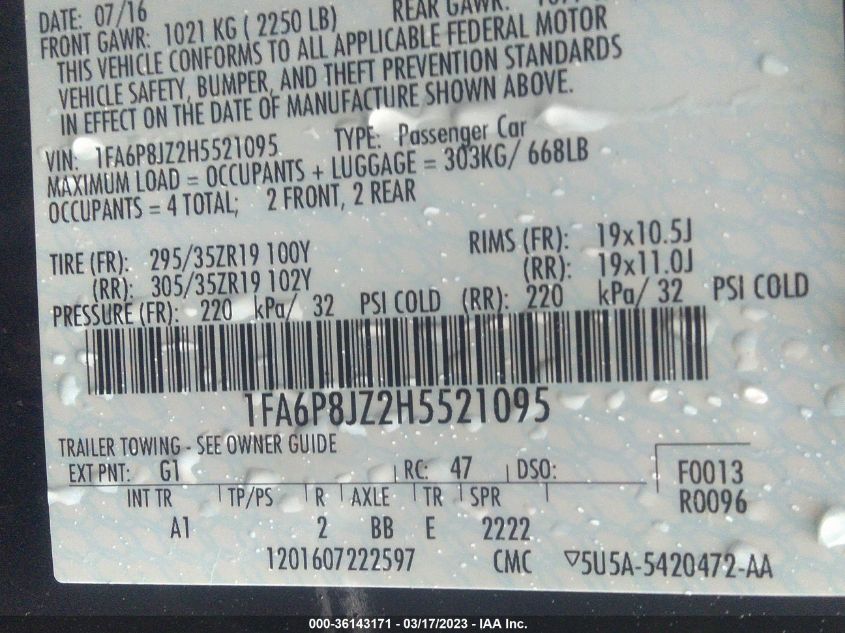 DATE: 07/16
FRONT GAWR: 1021 KG ( 2250 LB) REAR GAWR:
THIS VEHICLE CONFORMS TO ALL APPLICABLE FEDERAL MOTOR
VEHICLE SAFETY, BUMPER, AND THEFT PREVENTION STANDARDS
IN EFFECT ON THE DATE OF MANUFACTURE SHOWN ABOVE.
VIN: 1FA6P8JZ2H5521095 TYPE: Passenger Car
MAXIMUM LOAD = OCCUPANTS + LUGGAGE = 303KG/ 668LB
OCCUPANTS = 4 TOTAL; 2 FRONT, 2 REAR
TIRE (FR): 295/35ZR19 100Y RIMS (FR): 19x10.5J
(RR): 305/35ZR19 102Y (RR): 19x11.0J
PRESSURE (FR): 220 kPa/ 32 PSI COLD (RR): 220 kPa/ 32 PSI COLD
1FA6P8JZ2H5521095
TRAILER TOWING - SEE OWNER GUIDE
EXT PNT: G1 RC: 47 DSO: F0013
INT TR TP/PS R AXLE TR SPR R0096
A1 2 BB E 2222
1201607222597 CMC ▽5U5A-5420472-AA
000-36143171 - 03/17/2023 - IAA Inc.